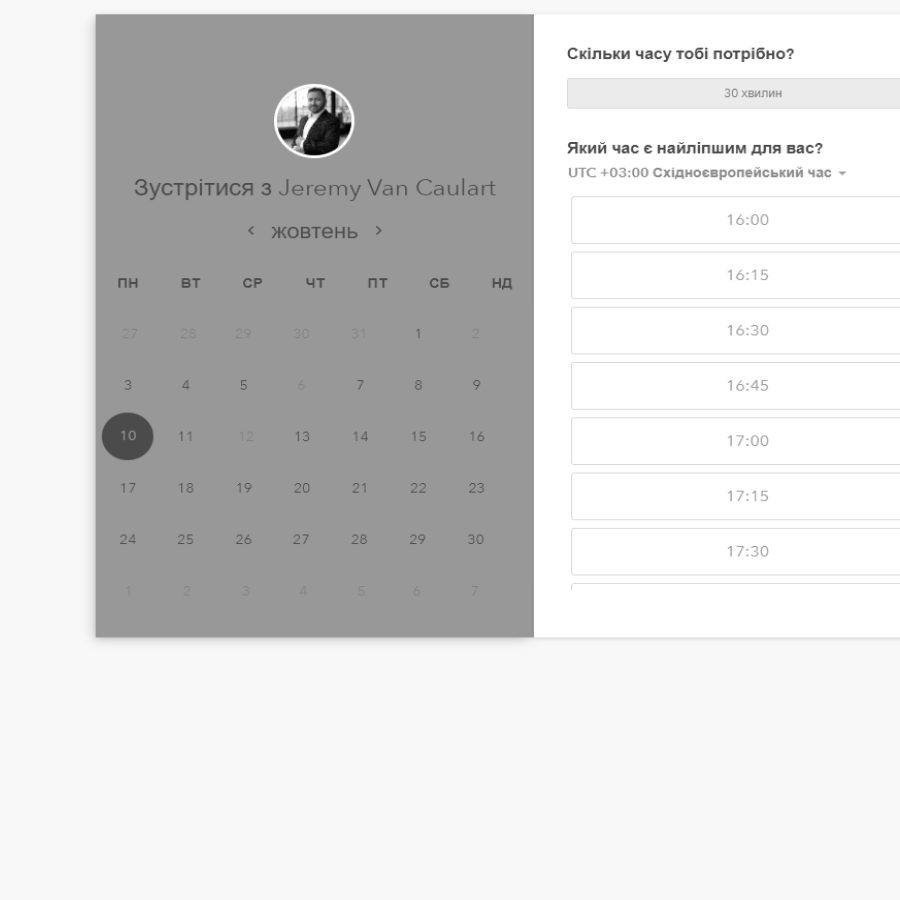 Зустрітися з Jeremy Van Caulart
жовтень
ПН ВТ СР ЧТ ПТ СБ НД
27 28 29 30 31 1 2
3 4 5 6 7 8 9
10 11 12 13 14 15 16
17 18 19 20 21 22 23
24 25 26 27 28 29 30
1 2 3 4 5 6 7
Скільки часу тобі потрібно?
30 хвилин
Який час є найліпшим для вас?
UTC +03:00 Східноєвропейський час
16:00
16:15
16:30
16:45
17:00
17:15
17:30